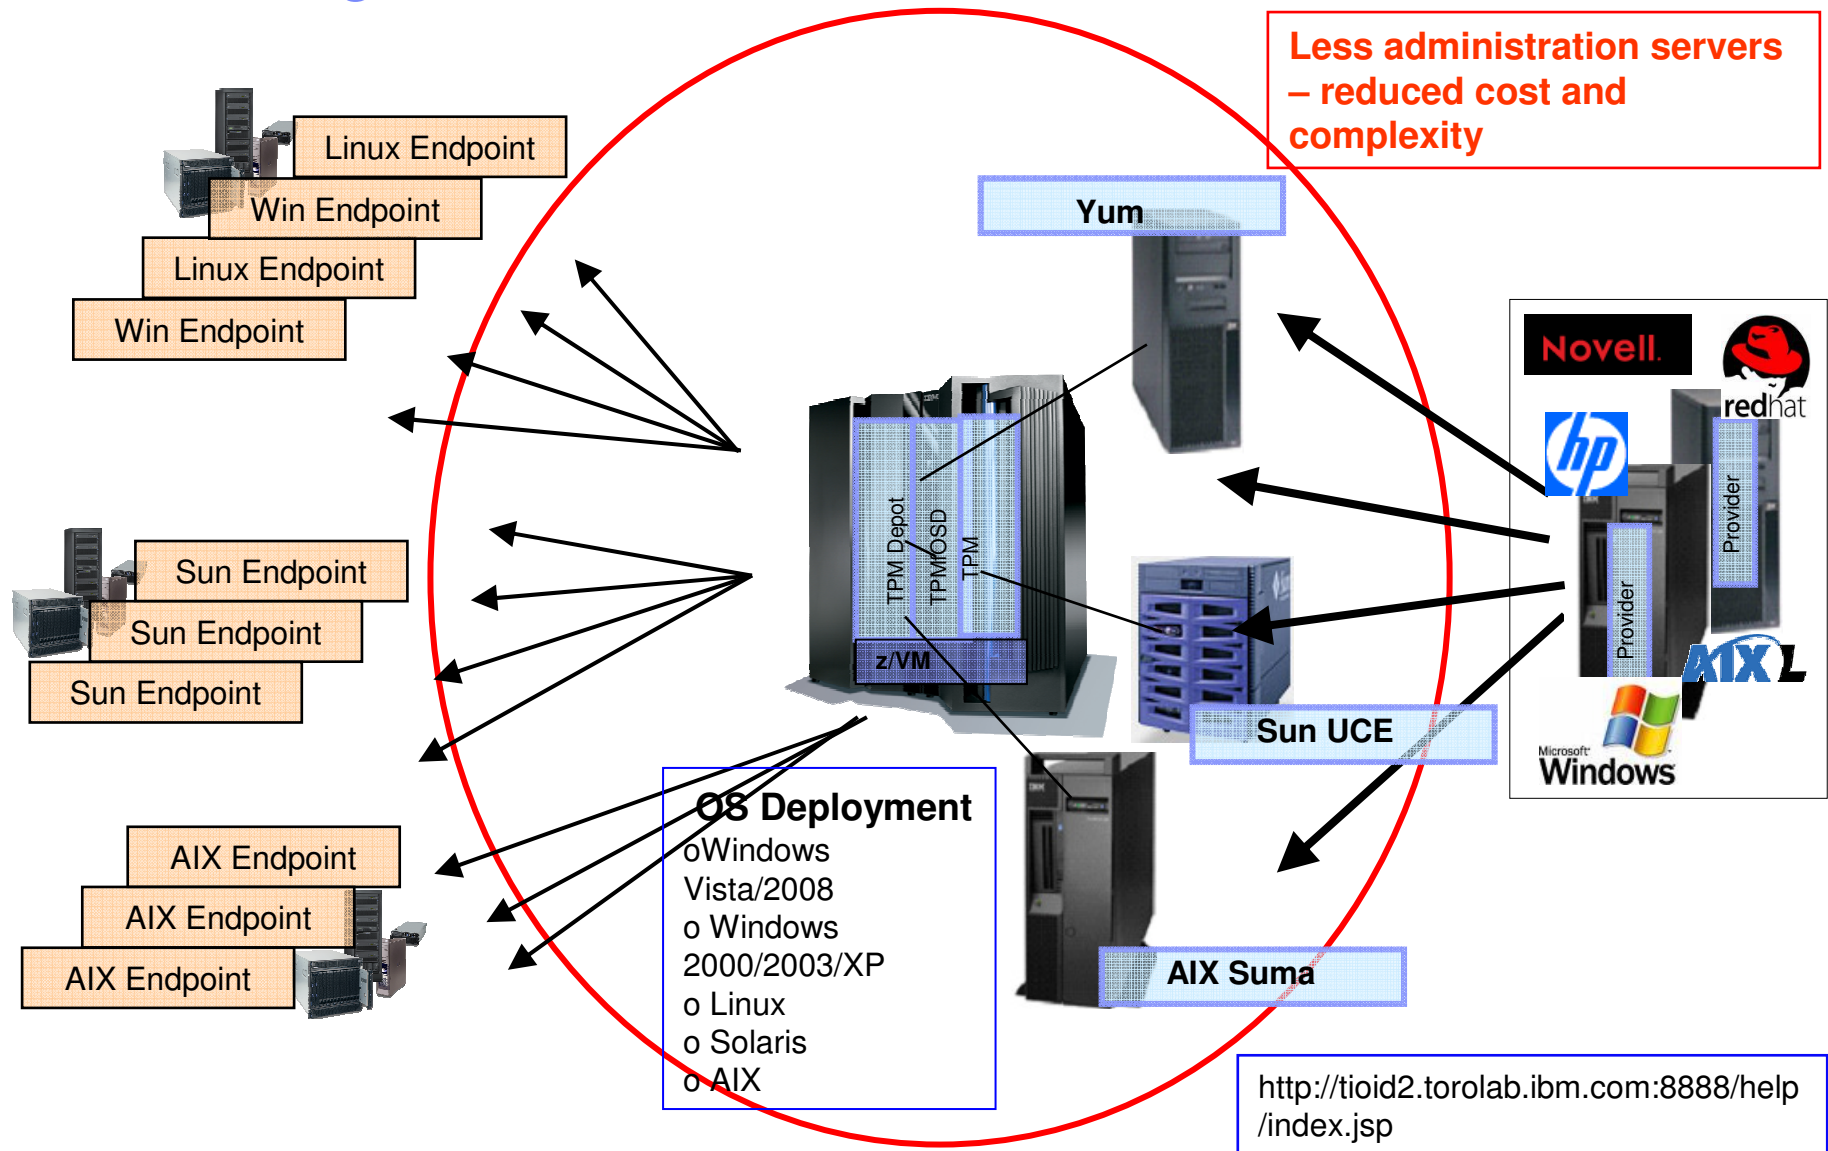 Less administration servers
– reduced cost and
complexity
Linux Endpoint
Win Endpoint
Linux Endpoint
Win Endpoint
Yum
Novell.
redhat
hp
Provider
Provider
AIX L
Microsoft
Windows
TPM Depot
TPMfOSD
TPM
z/VM
Sun Endpoint
Sun Endpoint
Sun Endpoint
Sun UCE
OS Deployment
oWindows
Vista/2008
o Windows
2000/2003/XP
o Linux
o Solaris
o AIX
AIX Endpoint
AIX Endpoint
AIX Endpoint
IBM
AIX Suma
http://tioid2.torolab.ibm.com:8888/help
/index.jsp